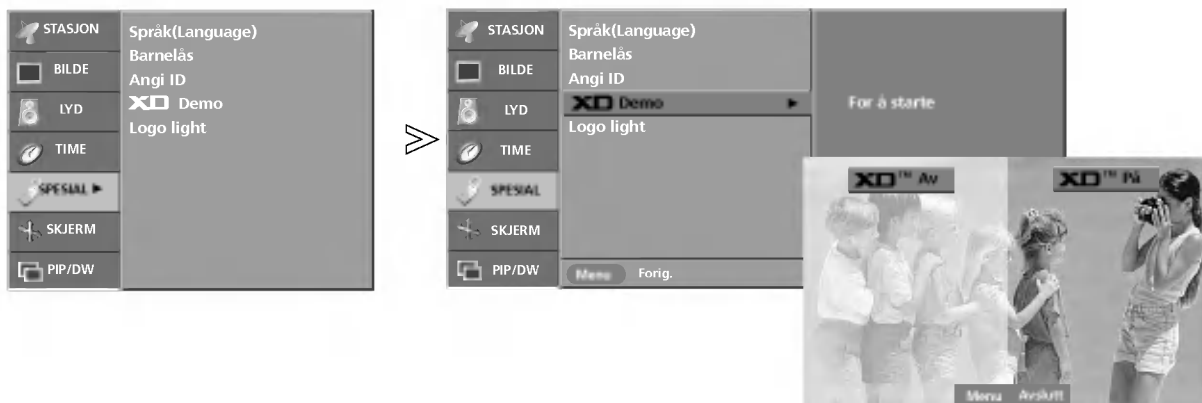 STASJON
BILDE
LYD
TIME
SPESIAL ►
SKJERM
PIP/DW
Språk(Language)
Barnelås
Angi ID
XD Demo
Logo light
STASJON
BILDE
LYD
TIME
SPESIAL
SKJERM
PIP/DW
Språk(Language)
Barnelås
Angi ID
XD Demo ►
Logo light
Menu Forig.
For å starte
XD™ Av
XD™ På
Menu Avslutt